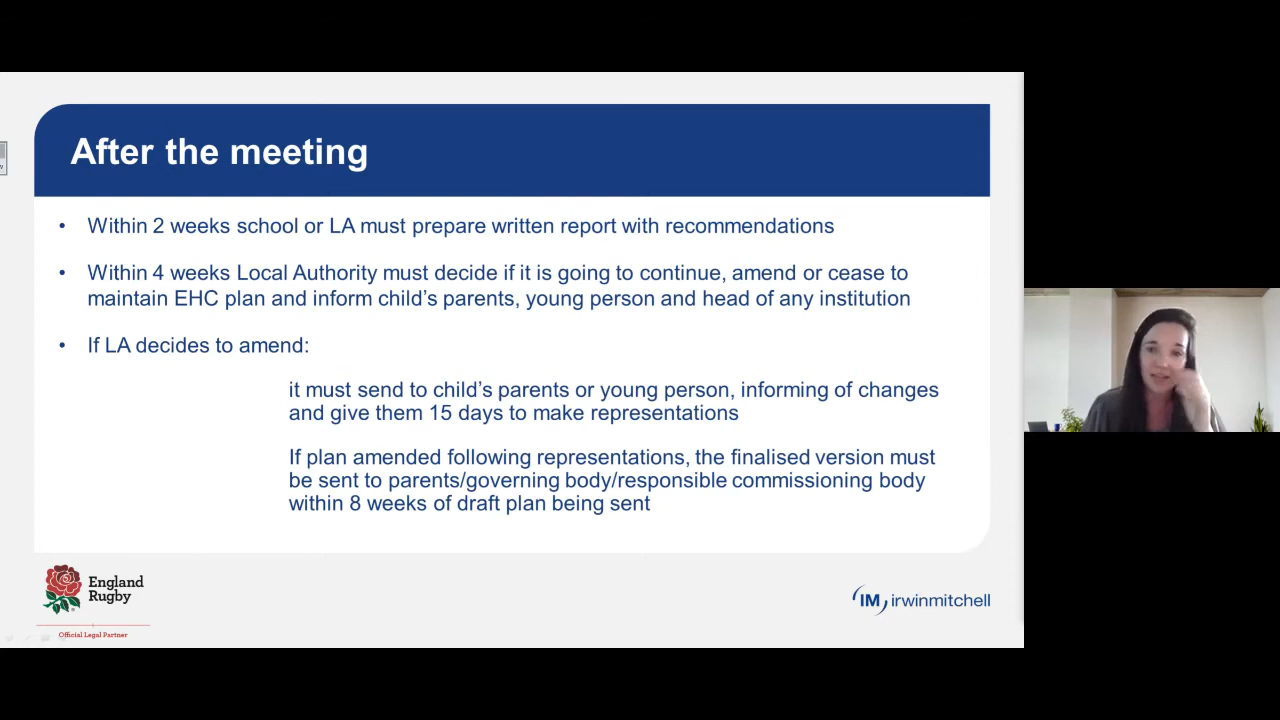 After the meeting
• Within 2 weeks school or LA must prepare written report with recommendations
• Within 4 weeks Local Authority must decide if it is going to continue, amend or cease to
maintain EHC plan and inform child's parents, young person and head of any institution
• If LA decides to amend:
it must send to child's parents or young person, informing of changes
and give them 15 days to make representations
If plan amended following representations, the finalised version must
be sent to parents/governing body/responsible commissioning body
within 8 weeks of draft plan being sent
England
Rugby
Official Legal Partner
IM irwinmitchell